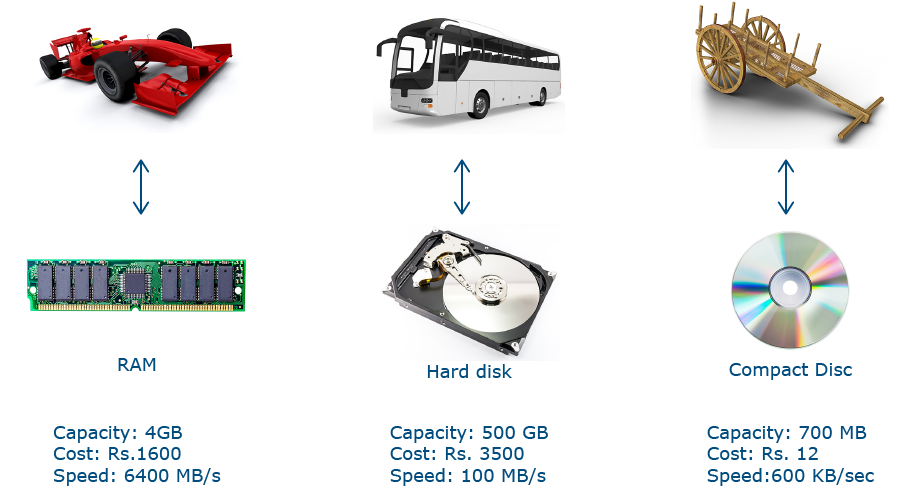 RAM
Hard disk
Compact Disc
Capacity: 4GB
Cost: Rs.1600
Speed: 6400 MB/s
Capacity: 500 GB
Cost: Rs. 3500
Speed: 100 MB/s
Capacity: 700 MB
Cost: Rs. 12
Speed:600 KB/sec